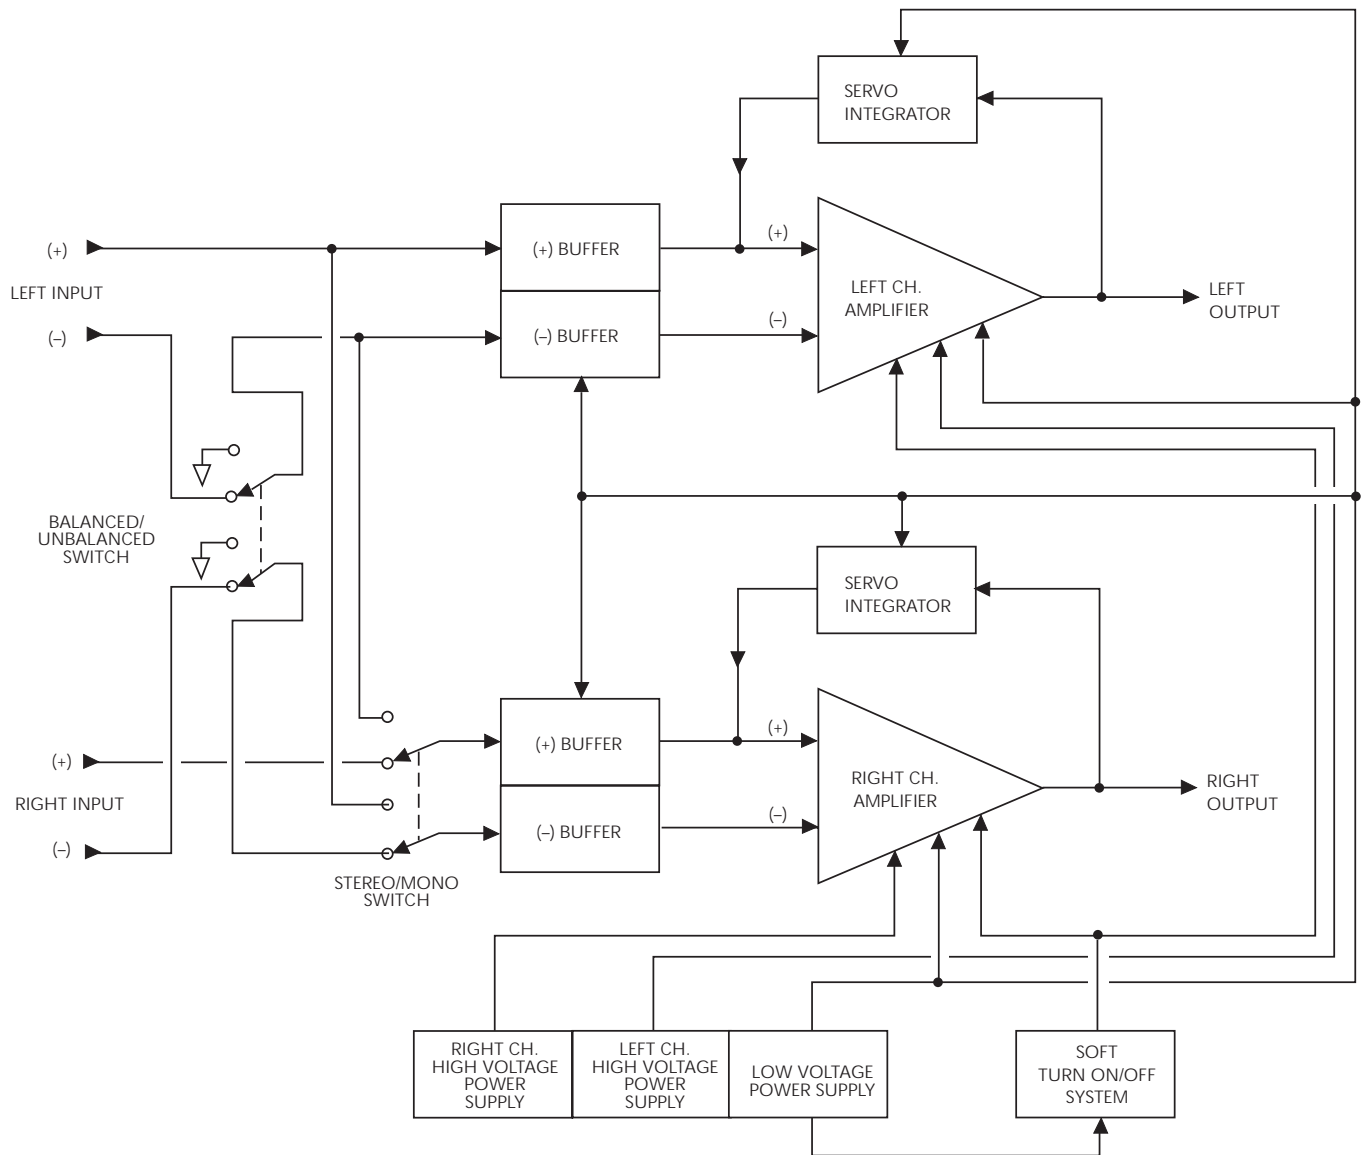 SERVO
INTEGRATOR
(+)
(+) BUFFER
(+)
LEFT INPUT
LEFT CH.
AMPLIFIER
LEFT
OUTPUT
(–)
(–) BUFFER
(–)
BALANCED/
UNBALANCED
SWITCH
SERVO
INTEGRATOR
(+)
(+) BUFFER
(+)
RIGHT INPUT
RIGHT CH.
AMPLIFIER
RIGHT
OUTPUT
(–)
(–) BUFFER
(–)
STEREO/MONO
SWITCH
RIGHT CH.
HIGH VOLTAGE
POWER
SUPPLY
LEFT CH.
HIGH VOLTAGE
POWER
SUPPLY
LOW VOLTAGE
POWER SUPPLY
SOFT
TURN ON/OFF
SYSTEM